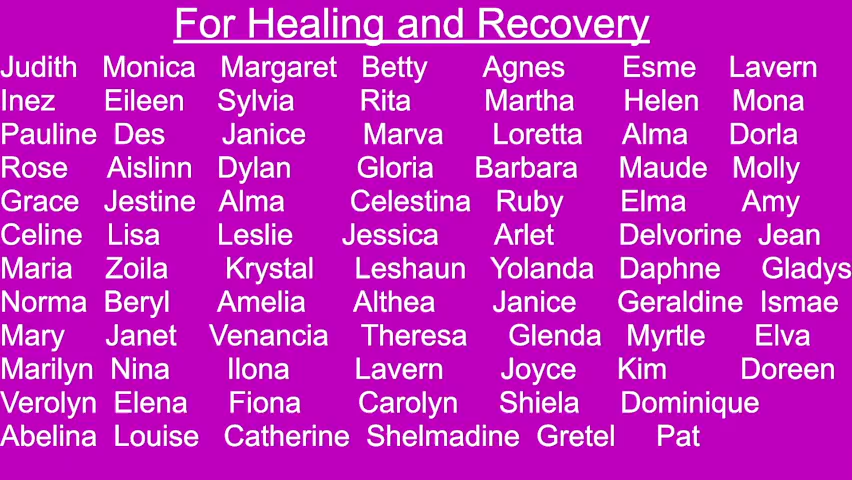 For Healing and Recovery
Judith Monica Margaret Betty Agnes Esme Lavern
Inez Eileen Sylvia Rita Martha Helen Mona
Pauline Des Janice Marva Loretta Alma Dorla
Rose Aislinn Dylan Gloria Barbara Maude Molly
Grace Jestine Alma Celestina Ruby Elma Amy
Celine Lisa Leslie Jessica Arlet Delvorine Jean
Maria Zoila Krystal Leshaun Yolanda Daphne Gladys
Norma Beryl Amelia Althea Janice Geraldine Ismae
Mary Janet Venancia Theresa Glenda Myrtle Elva
Marilyn Nina Ilona Lavern Joyce Kim Doreen
Verolyn Elena Fiona Carolyn Shiela Dominique
Abelina Louise Catherine Shelmadine Gretel Pat